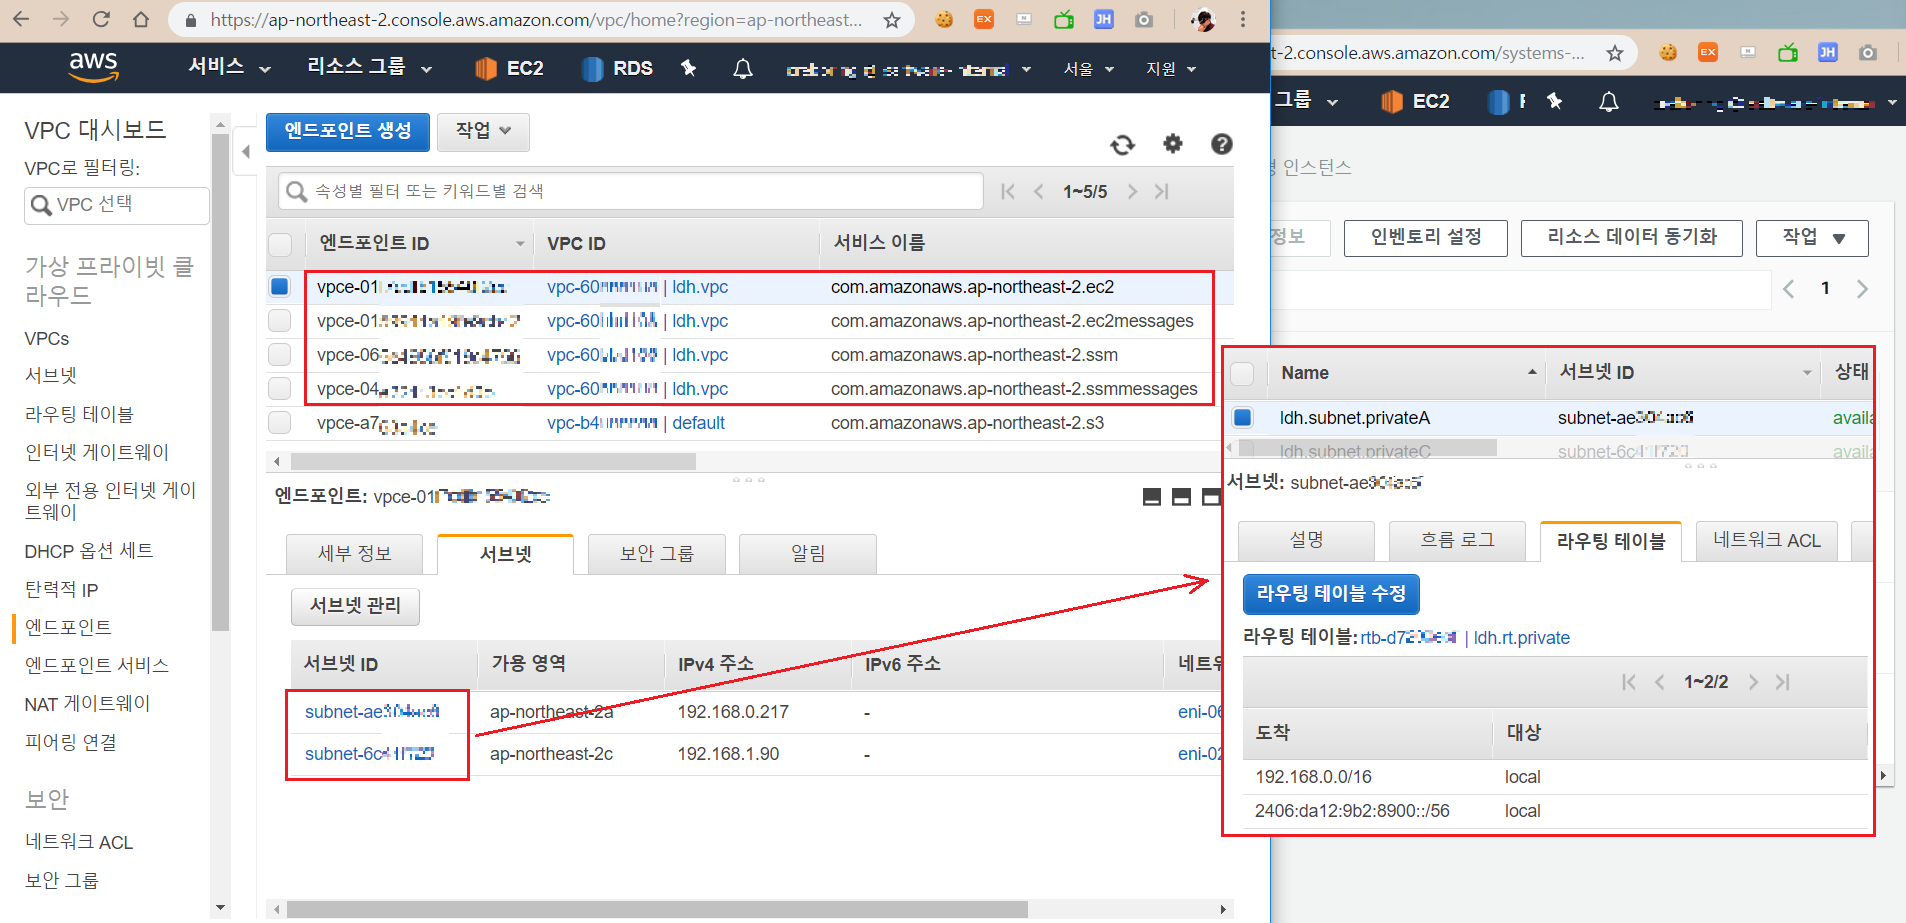 https://ap-northeast-2.console.aws.amazon.com/vpc/home?region=ap-northeast...
EX
JH
t-2.console.aws.amazon.com/systems-...
EX
JH
aws
서비스
리소스 그룹
EC2
RDS
서울
지원
그룹
EC2
VPC 대시보드
VPC로 필터링:
VPC 선택
가상 프라이빗 클
라우드
VPCs
서브넷
라우팅 테이블
인터넷 게이트웨이
외부 전용 인터넷 게이
트웨이
DHCP 옵션 세트
탄력적 IP
엔드포인트
엔드포인트 서비스
NAT 게이트웨이
피어링 연결
보안
네트워크 ACL
보안 그룹
엔드포인트 생성
작업
속성별 필터 또는 키워드별 검색
1~5/5
엔드포인트 ID VPC ID 서비스 이름
vpce-01 vpc-60 | ldh.vpc com.amazonaws.ap-northeast-2.ec2
vpce-01 vpc-60 | ldh.vpc com.amazonaws.ap-northeast-2.ec2messages
vpce-06 vpc-60 | ldh.vpc com.amazonaws.ap-northeast-2.ssm
vpce-04 vpc-60 | ldh.vpc com.amazonaws.ap-northeast-2.ssmmessages
vpce-a7 vpc-b4 | default com.amazonaws.ap-northeast-2.s3
엔드포인트: vpce-01
세부 정보
서브넷
보안 그룹
알림
서브넷 관리
서브넷 ID 가용 영역 IPv4 주소 IPv6 주소 네트워
subnet-ae ap-northeast-2a 192.168.0.217 - eni-06
subnet-6c ap-northeast-2c 192.168.1.90 - eni-02
인스턴스
정보
인벤토리 설정
리소스 데이터 동기화
작업
1
Name 서브넷 ID 상태
ldh.subnet.privateA subnet-ae availa
ldh.subnet.privateC subnet-6c availa
서브넷: subnet-ae
설명
흐름 로그
라우팅 테이블
네트워크 ACL
라우팅 테이블 수정
라우팅 테이블: rtb-d7 | ldh.rt.private
1~2/2
도착 대상
192.168.0.0/16 local
2406:da12:9b2:8900::/56 local